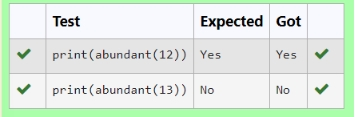 Test Expected Got
print(abundant(12)) Yes Yes
print(abundant(13)) No No